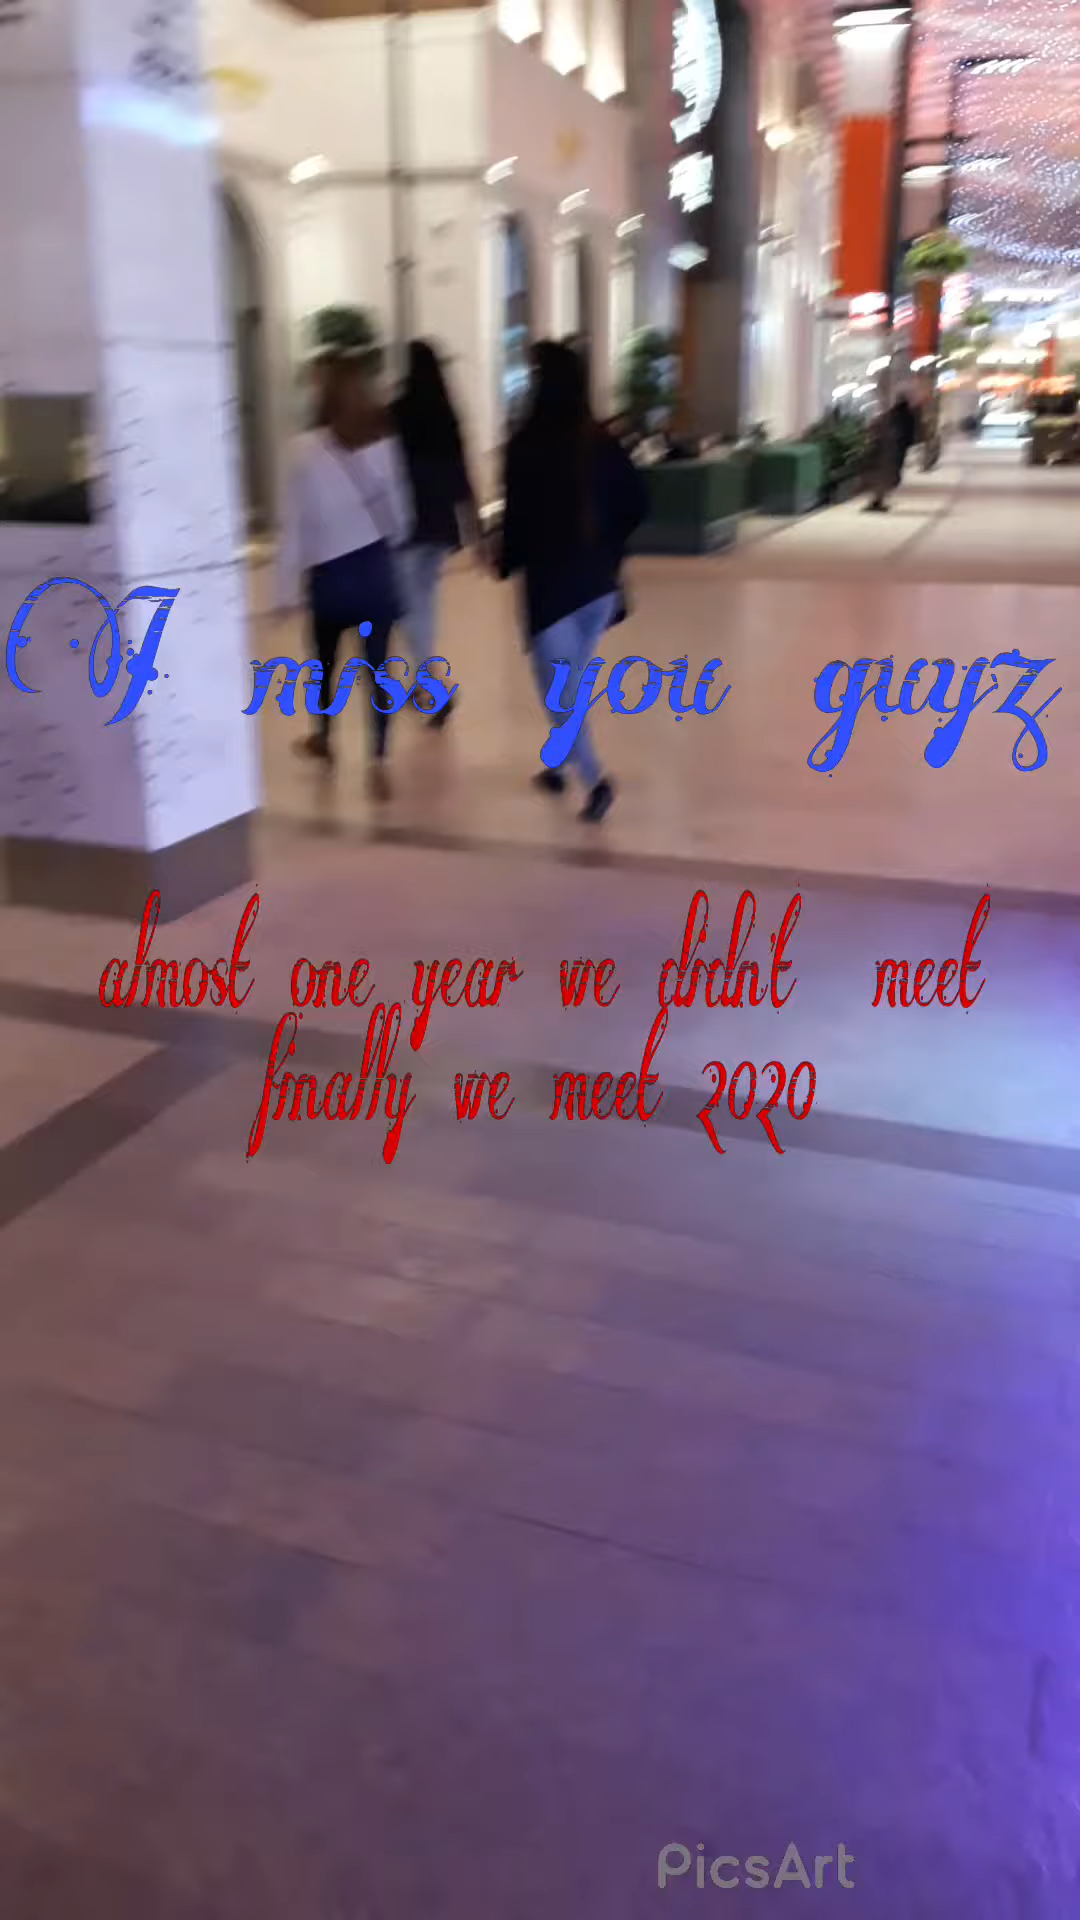 I miss you guyz
almost one year we didn't meet
finally we meet 2020
PicsArt